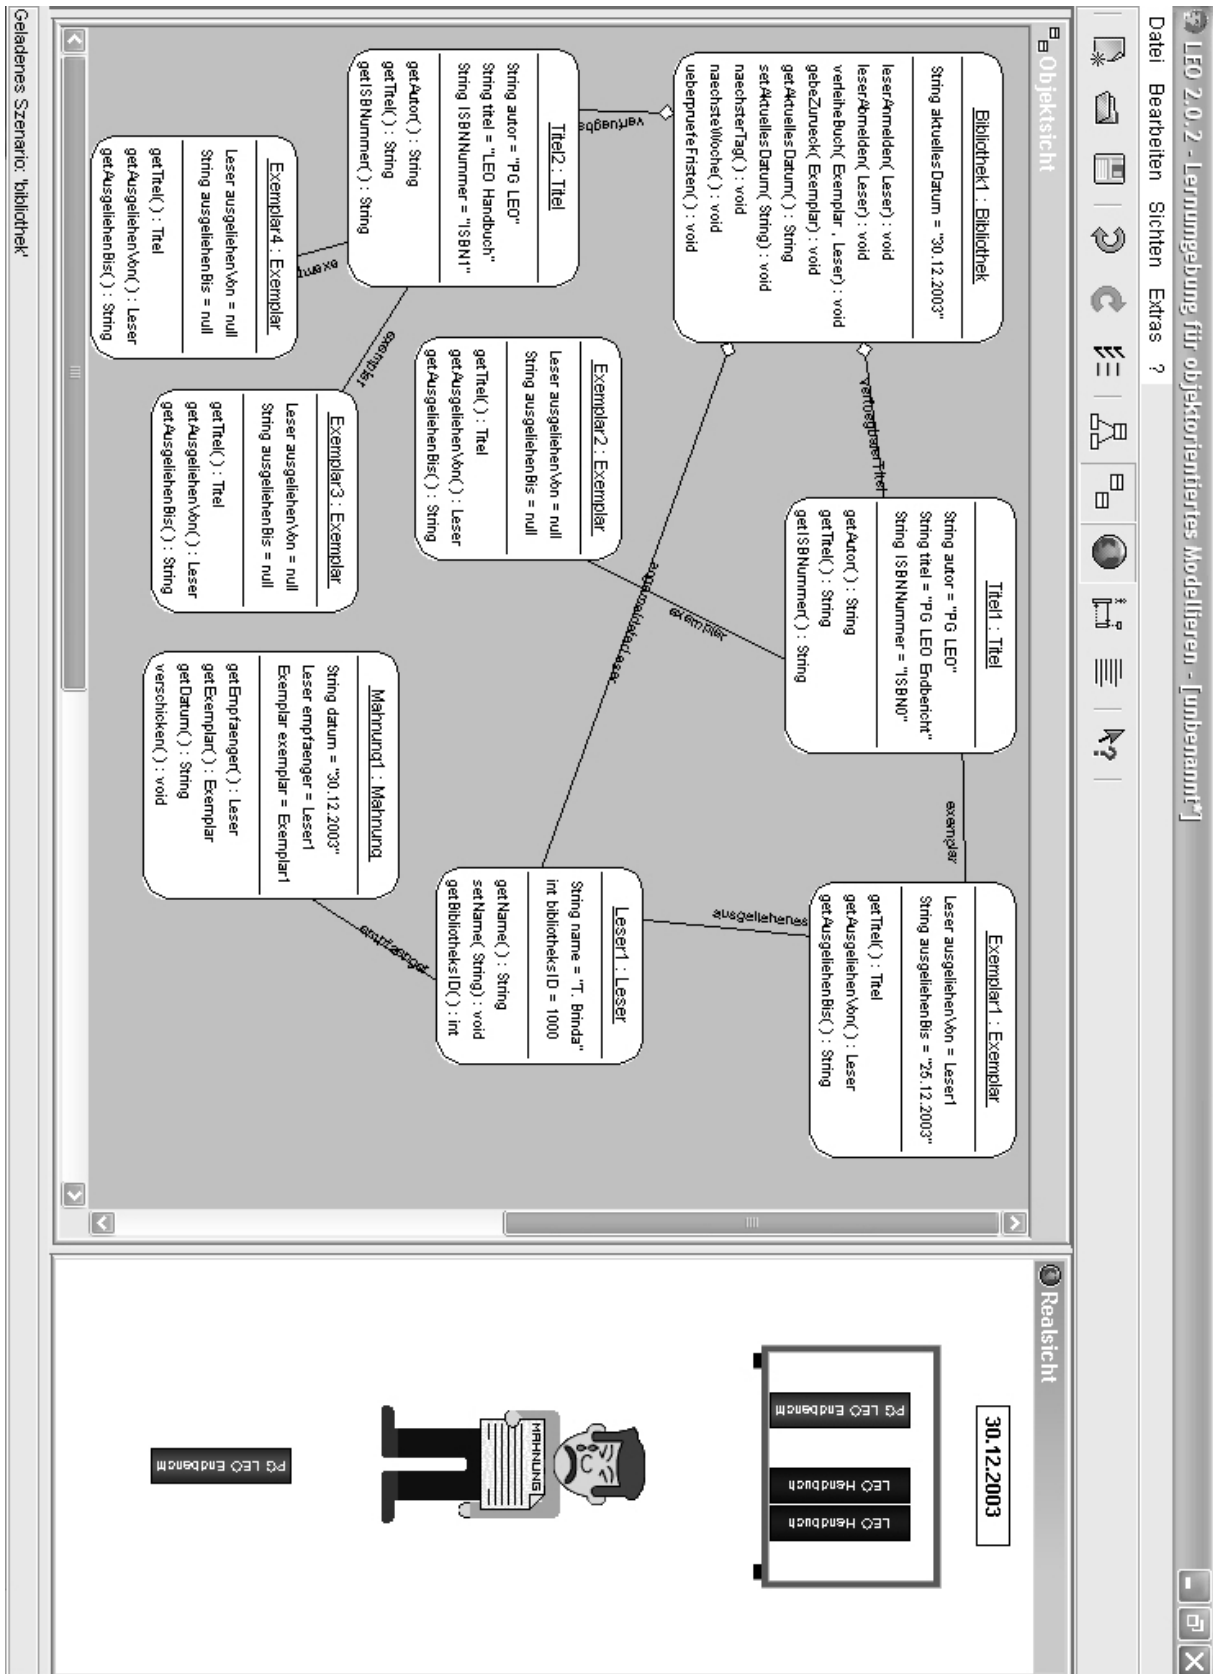 LEO 2.0.2 - Lernumgebung für objektorientiertes Modellieren - [unbenannt*]
Datei Bearbeiten Sichten Extras ?
Objektsicht
Bibliothek1 : Bibliothek
String aktuellesDatum = "30.12.2003"
leserAnmelden( Leser) : void
leserAbmelden( Leser) : void
verleiheBuch( Exemplar , Leser) : void
gebeZurueck( Exemplar) : void
getAktuellesDatum( ) : String
setAktuellesDatum( String) : void
naechsterTag( ) : void
naechsteWoche( ) : void
ueberpruefeFristen( ) : void
verfuegbarerTitel
Titel1 : Titel
String autor = "PG LEO"
String titel = "PG LEO Endbericht"
String ISBNNummer = "ISBN0"
getAutor( ) : String
getTitel( ) : String
getISBNNummer( ) : String
exemplar
Exemplar1 : Exemplar
Leser ausgeliehenVon = Leser1
String ausgeliehenBis = "25.12.2003"
getTitel( ) : Titel
getAusgeliehenVon( ) : Leser
getAusgeliehenBis( ) : String
verfuegba
Titel2 : Titel
String autor = "PG LEO"
String titel = "LEO Handbuch"
String ISBNNummer = "ISBN1"
getAutor( ) : String
getTitel( ) : String
getISBNNummer( ) : String
Exemplar2 : Exemplar
Leser ausgeliehenVon = null
String ausgeliehenBis = null
getTitel( ) : Titel
getAusgeliehenVon( ) : Leser
getAusgeliehenBis( ) : String
exemplar
angemeldeteLeser
ausgeliehenes
Leser1 : Leser
String name = "T. Brinda"
int bibliotheksID = 1000
getName( ) : String
setName( String) : void
getBibliotheksID( ) : int
exemp
exemplar
Exemplar4 : Exemplar
Leser ausgeliehenVon = null
String ausgeliehenBis = null
getTitel( ) : Titel
getAusgeliehenVon( ) : Leser
getAusgeliehenBis( ) : String
Exemplar3 : Exemplar
Leser ausgeliehenVon = null
String ausgeliehenBis = null
getTitel( ) : Titel
getAusgeliehenVon( ) : Leser
getAusgeliehenBis( ) : String
Mahnung1 : Mahnung
String datum = "30.12.2003"
Leser empfaenger = Leser1
Exemplar exemplar = Exemplar1
getEmpfaenger( ) : Leser
getExemplar( ) : Exemplar
getDatum( ) : String
verschicken( ) : void
empfaenger
Realsicht
30.12.2003
PG LEO Endbericht
LEO Handbuch
LEO Handbuch
MAHNUNG
PG LEO Endbericht
Geladenes Szenario: 'bibliothek'